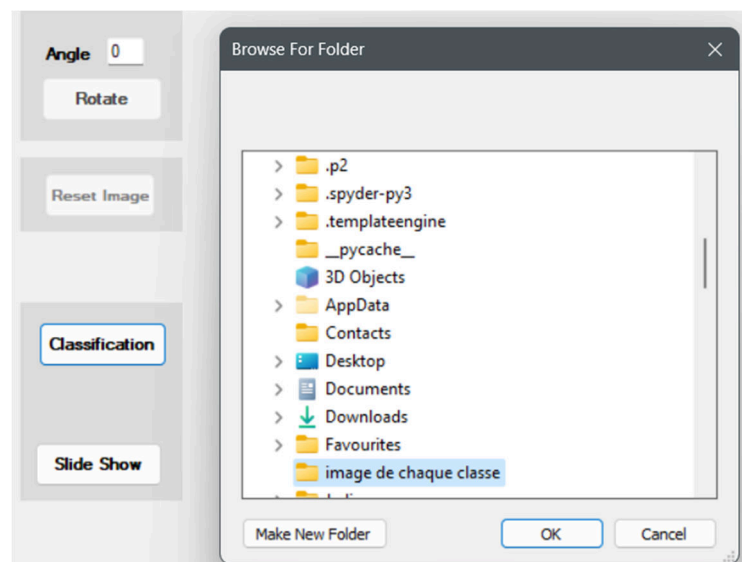 Angle 0
Rotate
Reset Image
Classification
Slide Show
Browse For Folder
.p2
.spyder-py3
.templateengine
__pycache__
3D Objects
AppData
Contacts
Desktop
Documents
Downloads
Favourites
image de chaque classe
Make New Folder
OK
Cancel